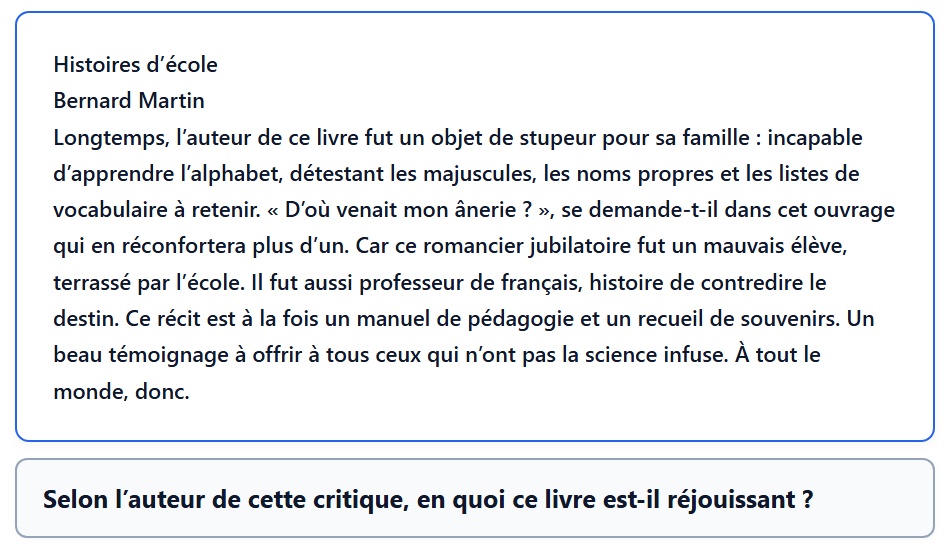 Histoires d’école
Bernard Martin
Longtemps, l’auteur de ce livre fut un objet de stupeur pour sa famille : incapable
d’apprendre l’alphabet, détestant les majuscules, les noms propres et les listes de
vocabulaire à retenir. « D’où venait mon ânerie ? », se demande-t-il dans cet ouvrage
qui en réconfortera plus d’un. Car ce romancier jubilatoire fut un mauvais élève,
terrassé par l’école. Il fut aussi professeur de français, histoire de contredire le
destin. Ce récit est à la fois un manuel de pédagogie et un recueil de souvenirs. Un
beau témoignage à offrir à tous ceux qui n’ont pas la science infuse. À tout le
monde, donc.
Selon l’auteur de cette critique, en quoi ce livre est-il réjouissant ?